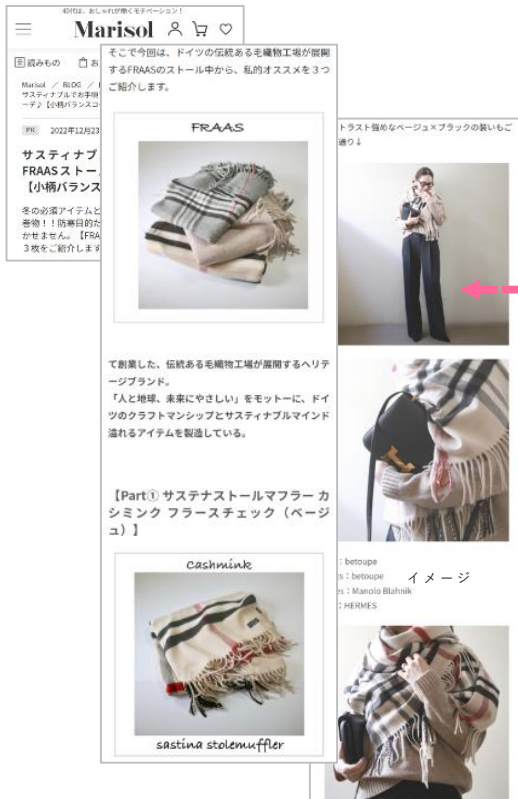 40代は、おしゃれが働くモチベーション！
Marisol
読みもの
お
Marisol ／ BLOG ／
サスティナブルでお手頃
ーデ♪【小柄バランスコ
PR 2022年12月23
サスティナブ
FRAASストー
【小柄バランス
冬の必須アイテムと
巻物！！防寒目的だ
かせません。【FRA
３枚をご紹介します
そこで今回は、ドイツの伝統ある毛織物工場が展開
するFRAASのストール中から、私的オススメを３つ
ご紹介します。
FRAAS
て創業した、伝統ある毛織物工場が展開するヘリテ
ージブランド。
「人と地球、未来にやさしい」をモットーに、ドイ
ツのクラフトマンシップとサスティナブルマインド
溢れるアイテムを製造している。
【Part① サステナストールマフラー カ
シミンク フラースチェック（ベージ
ュ）】
Cashmink
sastina stolemuffler
トラスト強めなベージュ×ブラックの装いもご
通り↓
：betoupe
s：betoupe
es：Manolo Blahnik
：HERMES
イメージ